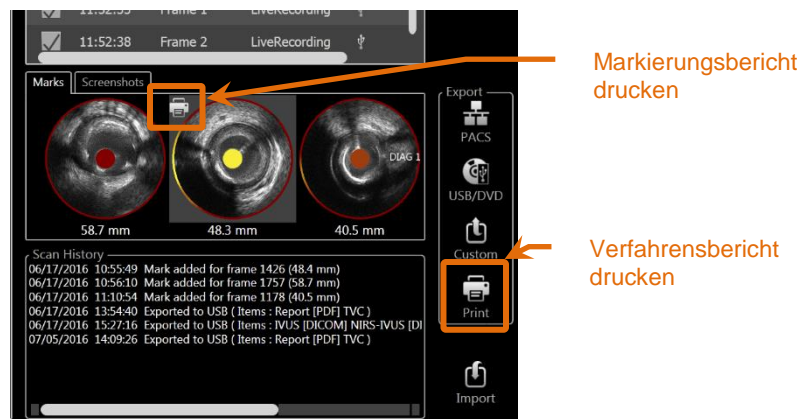 11:52:38 Frame 2 LiveRecording
Markierungsbericht
drucken
Marks Screenshots
Export
PACS
DIAG 1
USB/DVD
58.7 mm 48.3 mm 40.5 mm
Custom
Verfahrensbericht
drucken
Scan History
06/17/2016 10:55:49 Mark added for frame 1426 (48.4 mm)
06/17/2016 10:56:10 Mark added for frame 1757 (58.7 mm)
06/17/2016 11:10:54 Mark added for frame 1178 (40.5 mm)
06/17/2016 13:54:40 Exported to USB ( Items : Report [PDF] TVC )
06/17/2016 15:27:16 Exported to USB ( Items : IVUS [DICOM] NIRS-IVUS [DI
07/05/2016 14:09:26 Exported to USB ( Items : Report [PDF] TVC )
Print
Import